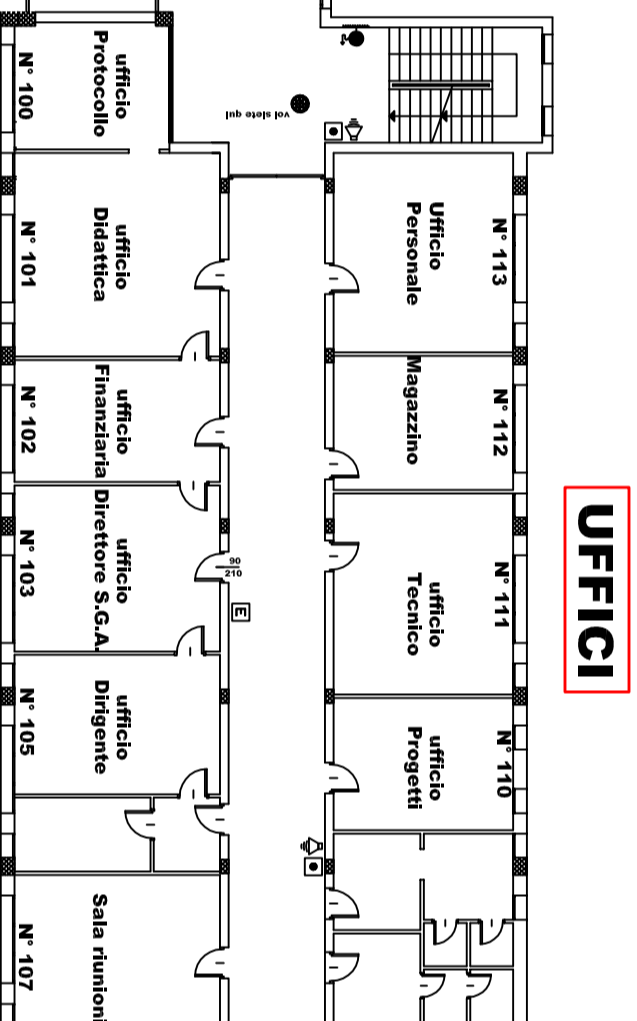 UFFICI
voi siete qui
ufficio
Protocollo
N° 100
ufficio
Didattica
N° 101
ufficio
Finanziaria
N° 102
ufficio
Direttore S.G.A.
N° 103
ufficio
Dirigente
N° 105
Sala riunioni
N° 107
N° 113
Ufficio
Personale
N° 112
Magazzino
N° 111
ufficio
Tecnico
N° 110
ufficio
Progetti
90
210
E